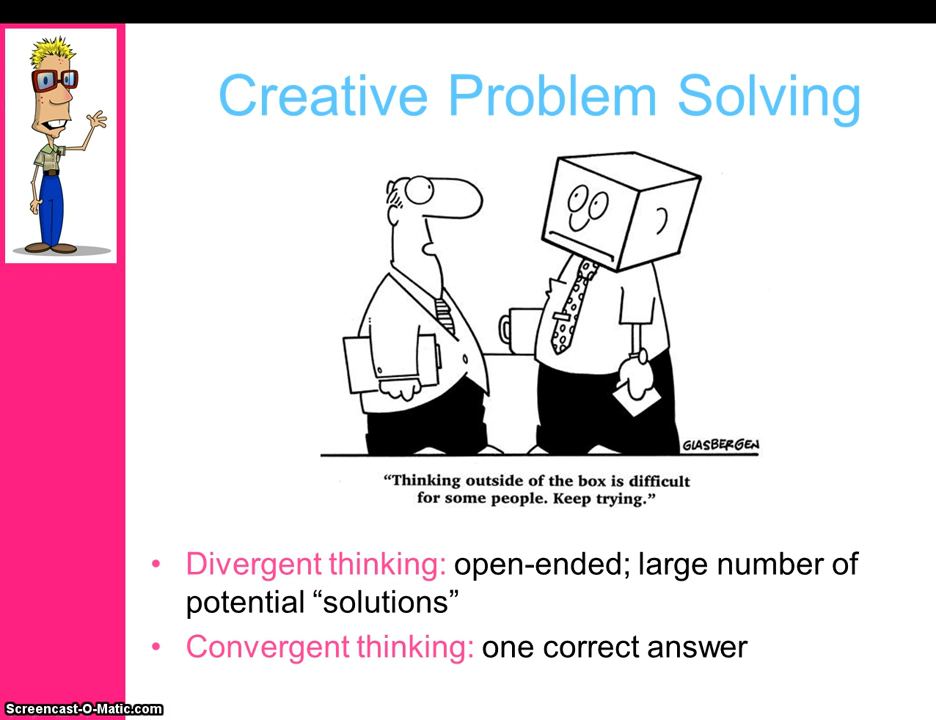 Creative Problem Solving
GLASBERGEN
“Thinking outside of the box is difficult
for some people. Keep trying.”
• Divergent thinking: open-ended; large number of
potential “solutions”
• Convergent thinking: one correct answer
Screencast-O-Matic.com